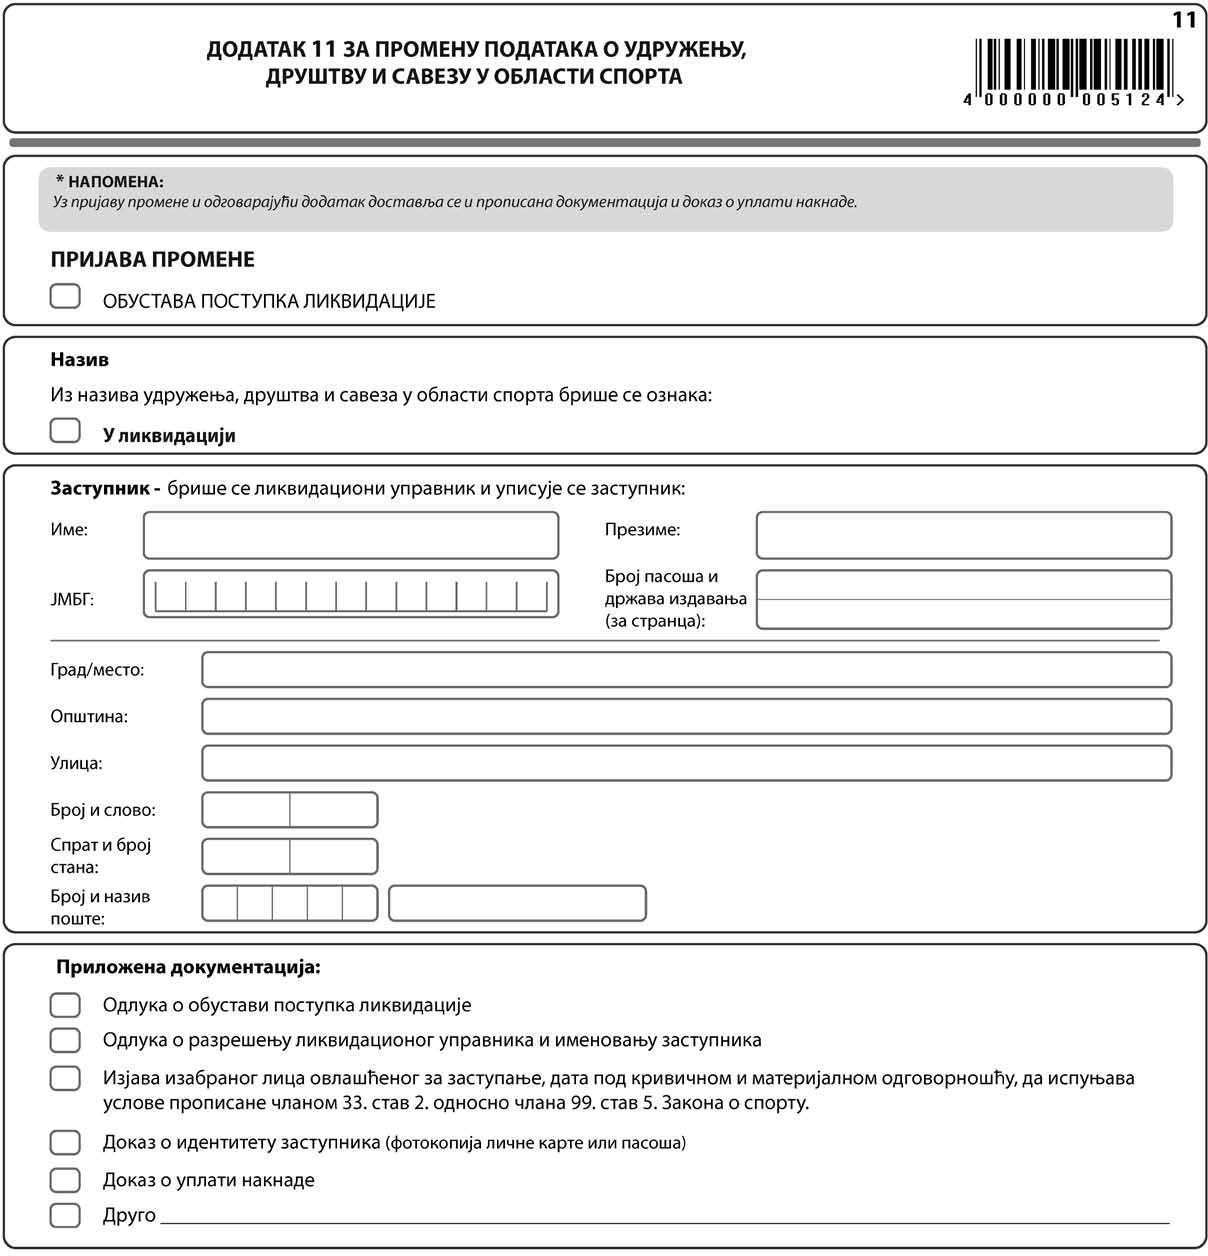 11
ДОДАТАК 11 ЗА ПРОМЕНУ ПОДАТАКА О УДРУЖЕЊУ,
ДРУШТВУ И САВЕЗУ У ОБЛАСТИ СПОРТА
4 000000 005124 >
* НАПОМЕНА:
Уз пријаву промене и одговарајући додатак доставља се и прописана документација и доказ о уплати накнаде.
ПРИЈАВА ПРОМЕНЕ
ОБУСТАВА ПОСТУПКА ЛИКВИДАЦИЈЕ
Назив
Из назива удружења, друштва и савеза у области спорта брише се ознака:
У ликвидацији
Заступник - брише се ликвидациони управник и уписује се заступник:
Име:
Презиме:
ЈМБГ:
Број пасоша и
држава издавања
(за странца):
Град/место:
Општина:
Улица:
Број и слово:
Спрат и број
стана:
Број и назив
поште:
Приложена документација:
Одлука о обустави поступка ликвидације
Одлука о разрешењу ликвидационог управника и именовању заступника
Изјава изабраног лица овлашћеног за заступање, дата под кривичном и материјалном одговорношћу, да испуњава
услове прописане чланом 33. став 2. односно члана 99. став 5. Закона о спорту.
Доказ о идентитету заступника (фотокопија личне карте или пасоша)
Доказ о уплати накнаде
Друго